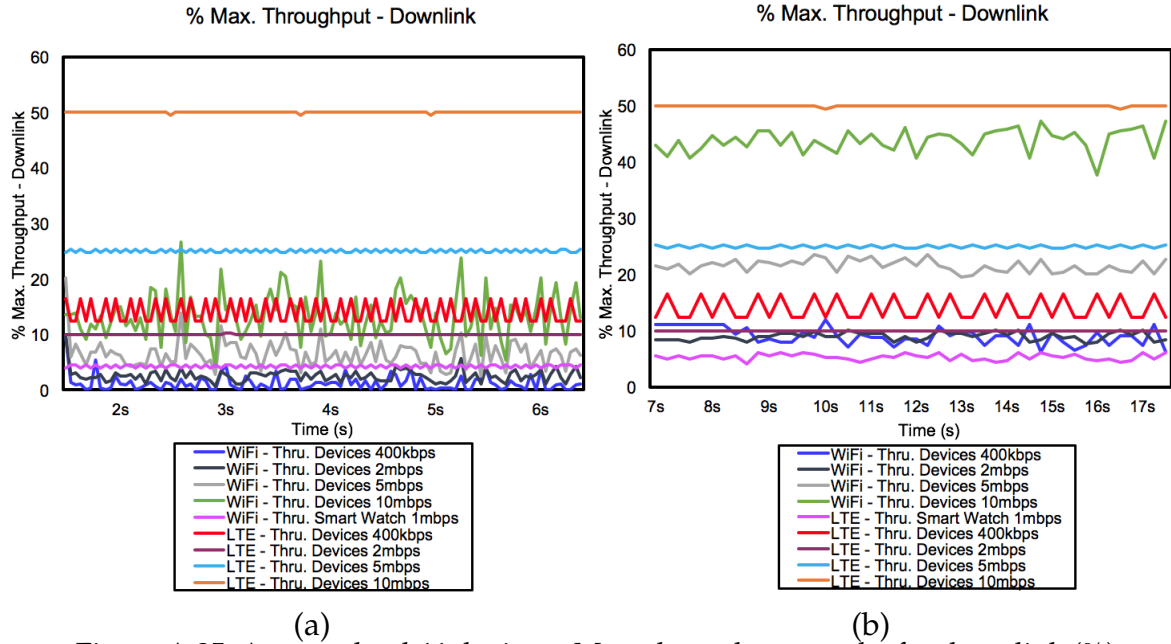 % Max. Throughput - Downlink
% Max. Throughput - Downlink
60
50
40
30
20
10
0
% Max. Throughput - Downlink
2s 3s 4s 5s 6s
Time (s)
WiFi - Thru. Devices 400kbps
WiFi - Thru. Devices 2mbps
WiFi - Thru. Devices 5mbps
WiFi - Thru. Devices 10mbps
WiFi - Thru. Smart Watch 1mbps
LTE - Thru. Devices 400kbps
LTE - Thru. Devices 2mbps
LTE - Thru. Devices 5mbps
LTE - Thru. Devices 10mbps
(a)
60
50
40
30
20
10
0
% Max. Throughput - Downlink
7s 8s 9s 10s 11s 12s 13s 14s 15s 16s 17s
Time (s)
WiFi - Thru. Devices 400kbps
WiFi - Thru. Devices 2mbps
WiFi - Thru. Devices 5mbps
WiFi - Thru. Devices 10mbps
LTE - Thru. Smart Watch 1mbps
LTE - Thru. Devices 400kbps
LTE - Thru. Devices 2mbps
LTE - Thru. Devices 5mbps
LTE - Thru. Devices 10mbps
(b)